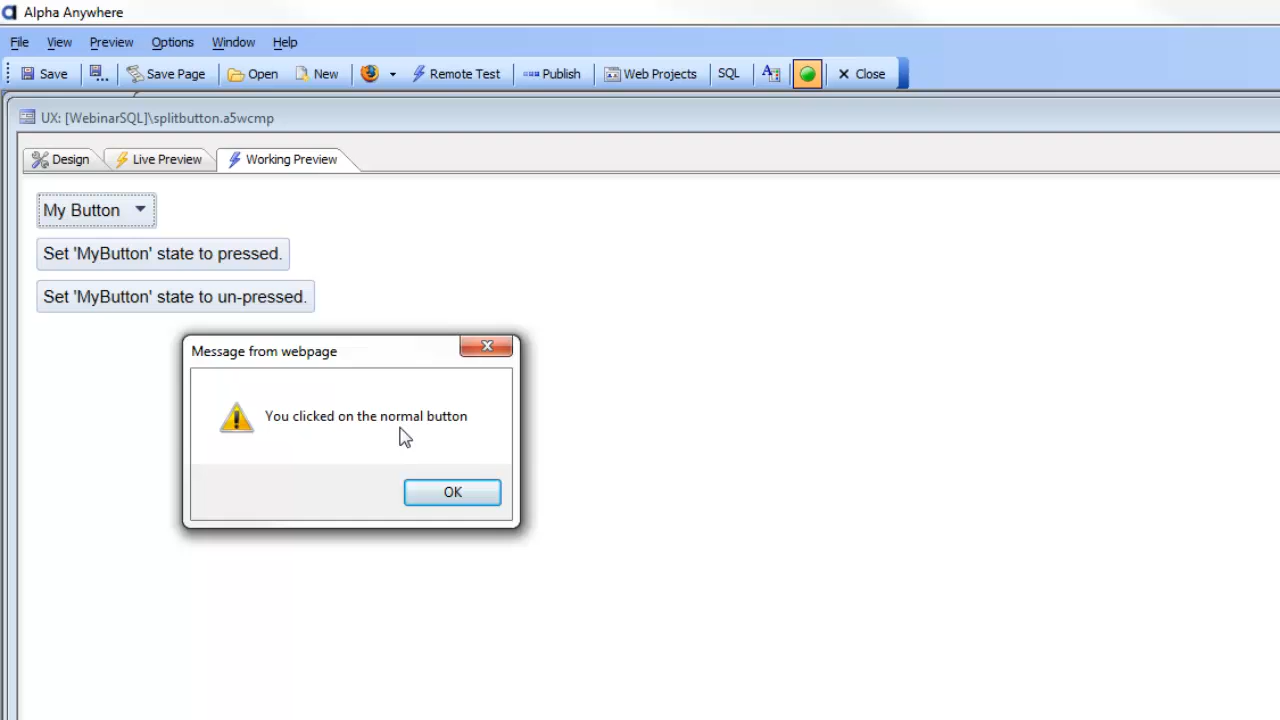 Alpha Anywhere
File View Preview Options Window Help
Save Save Page Open New Remote Test Publish Web Projects SQL A Close
UX: [WebinarSQL]\splitbutton.a5wcmp
Design Live Preview Working Preview
My Button
Set 'MyButton' state to pressed.
Set 'MyButton' state to un-pressed.
Message from webpage
You clicked on the normal button
OK